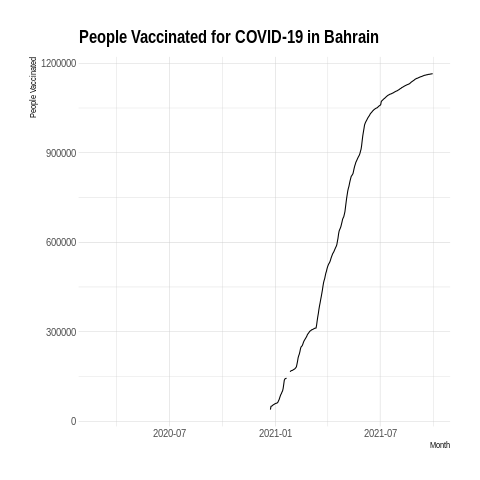 People Vaccinated for COVID-19 in Bahrain
People Vaccinated
1200000
900000
600000
300000
0
2020-07 2021-01 2021-07
Month